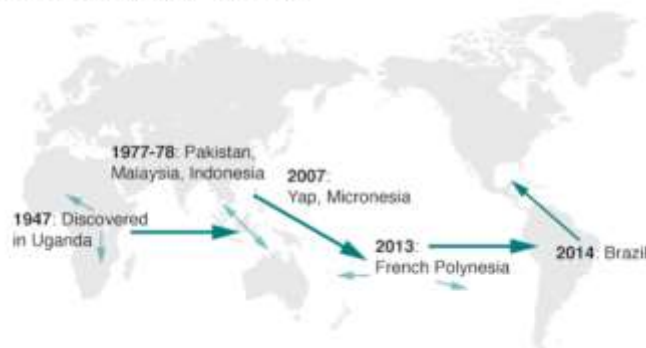 1977-78: Pakistan,
Malaysia, Indonesia
2007:
Yap, Micronesia
1947: Discovered
in Uganda
2013:
French Polynesia
2014: Brazil